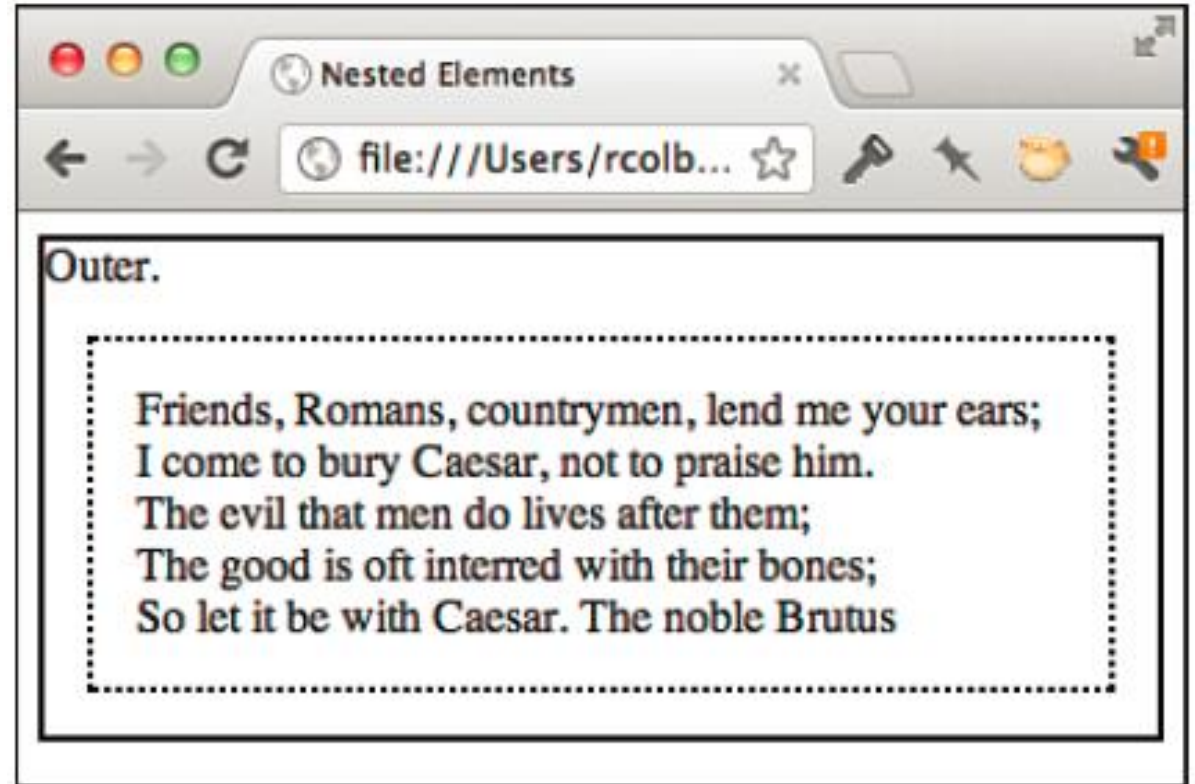 Nested Elements
file:///Users/rcolb...
Outer.
Friends, Romans, countrymen, lend me your ears;
I come to bury Caesar, not to praise him.
The evil that men do lives after them;
The good is oft interred with their bones;
So let it be with Caesar. The noble Brutus